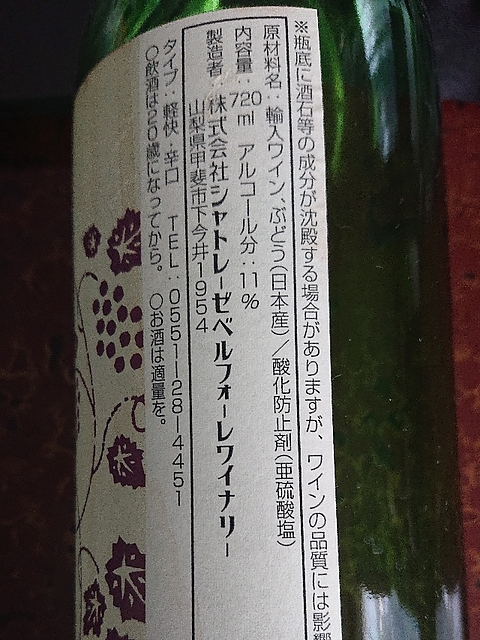 ※瓶底に酒石等の成分が沈殿する場合がありますが、ワインの品質には影響
原材料名：輸入ワイン、ぶどう(日本産)／酸化防止剤(亜硫酸塩)
内容量：720ml アルコール分：11%
製造者：株式会社シャトレーゼベルフォーレワイナリー
山梨県甲斐市下今井1954
タイプ：軽快・辛口 TEL：0551-28-4451
○飲酒は20歳になってから。 ○お酒は適量を。